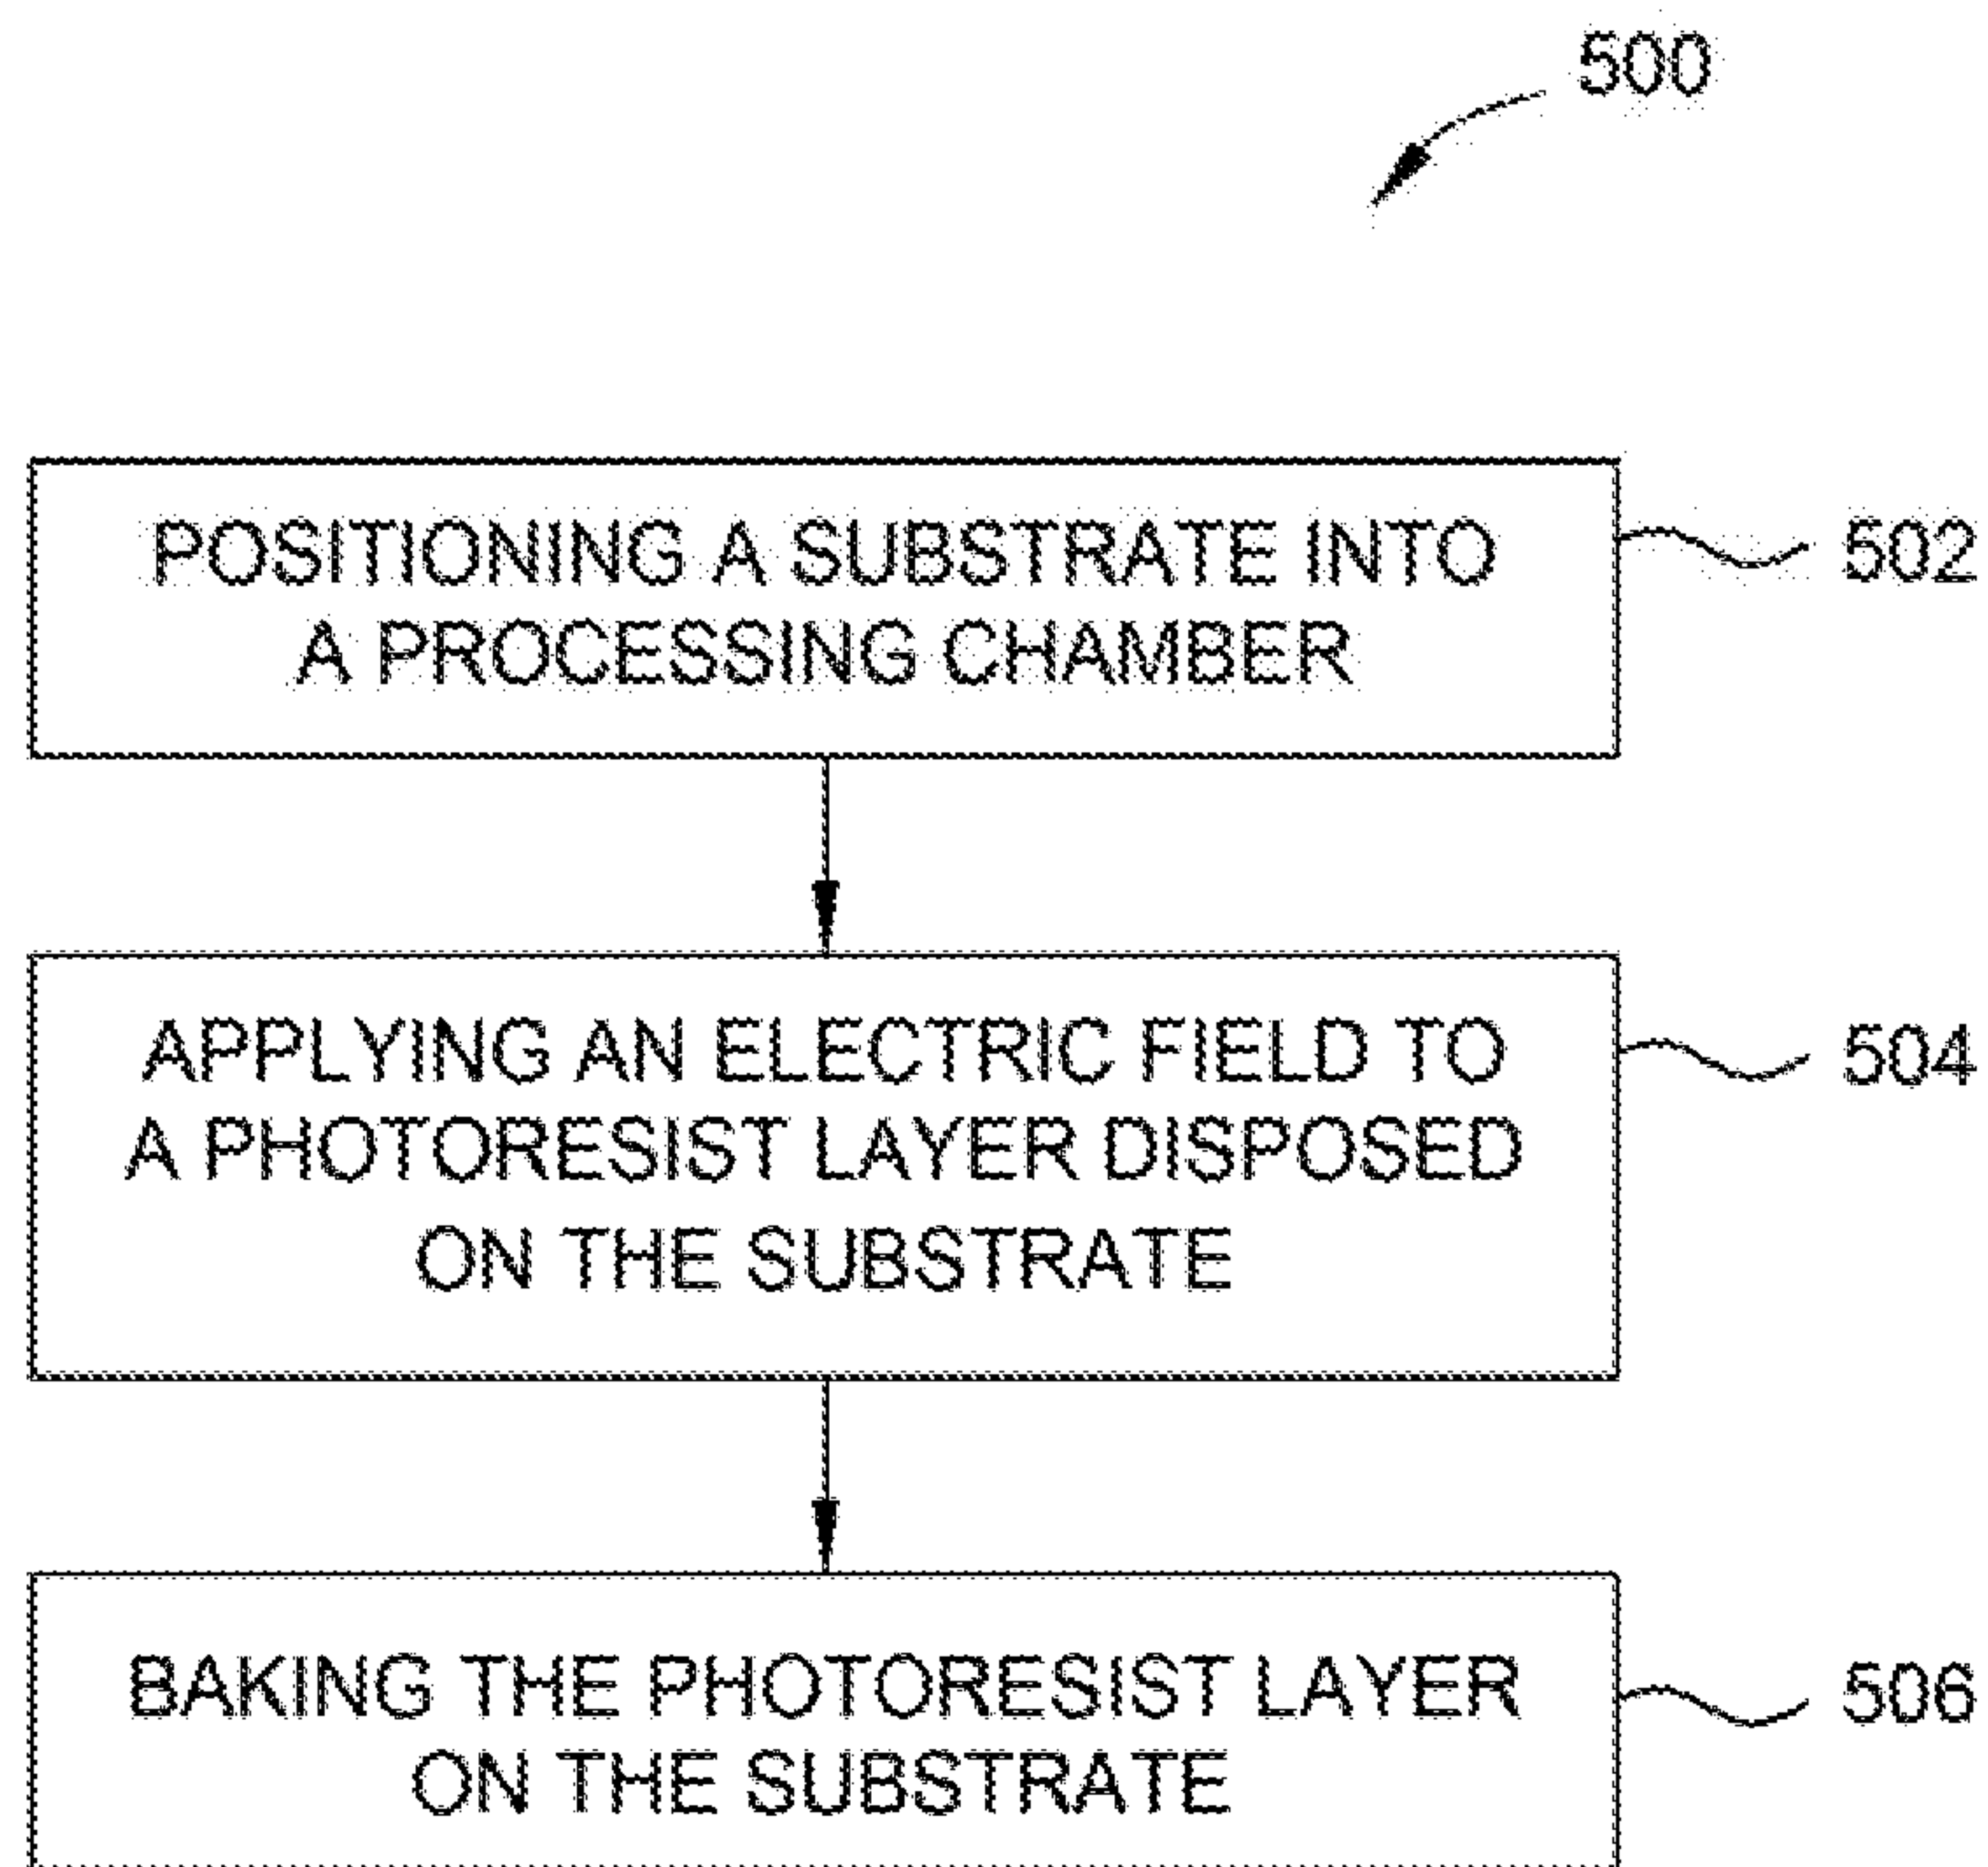 500
POSITIONING A SUBSTRATE INTO
A PROCESSING CHAMBER
502
APPLYING AN ELECTRIC FIELD TO
A PHOTORESIST LAYER DISPOSED
ON THE SUBSTRATE
504
BAKING THE PHOTORESIST LAYER
ON THE SUBSTRATE
506